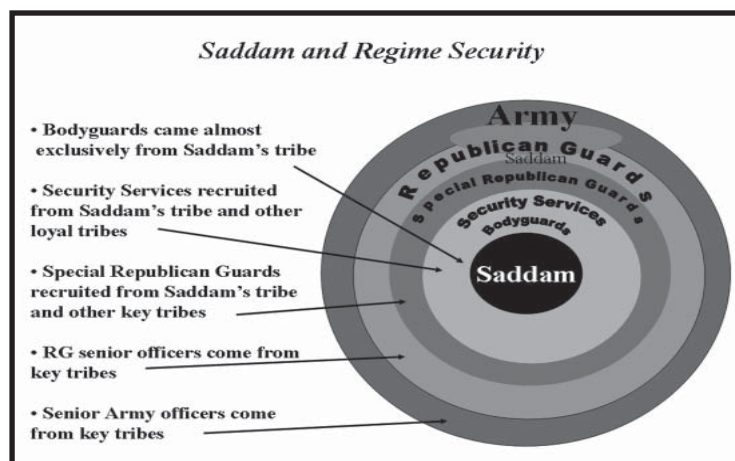 Saddam and Regime Security
• Bodyguards came almost
exclusively from Saddam's tribe
• Security Services recruited
from Saddam's tribe and other
loyal tribes
• Special Republican Guards
recruited from Saddam's tribe
and other key tribes
• RG senior officers come from
key tribes
• Senior Army officers come
from key tribes
Army
Republican Guards
Saddam
Special Republican Guards
Security Services
Bodyguards
Saddam